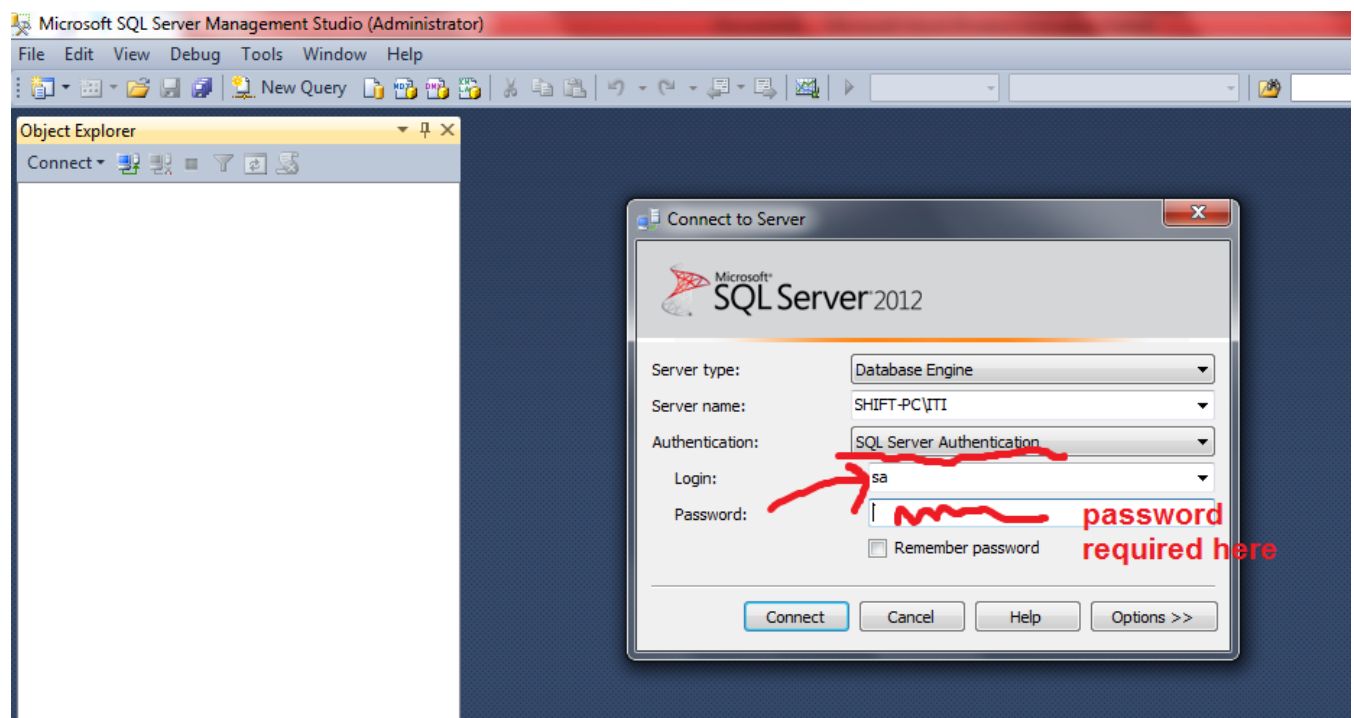 Microsoft SQL Server Management Studio (Administrator)
File Edit View Debug Tools Window Help
New Query
Object Explorer
Connect
Connect to Server
Microsoft
SQL Server 2012
Server type: Database Engine
Server name: SHIFT-PC\ITI
Authentication: SQL Server Authentication
Login: sa
Password: password
required here
Remember password
Connect Cancel Help Options >>